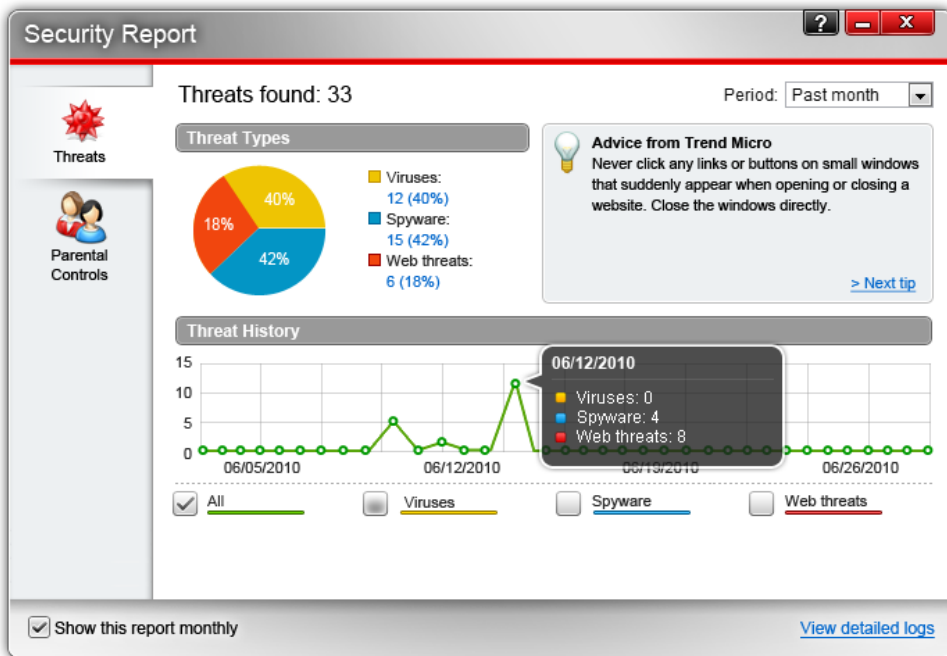 Security Report
?
Threats found: 33
Period: Past month
Threats
Parental
Controls
Threat Types
40%
18%
42%
Viruses:
12 (40%)
Spyware:
15 (42%)
Web threats:
6 (18%)
Advice from Trend Micro
Never click any links or buttons on small windows
that suddenly appear when opening or closing a
website. Close the windows directly.
> Next tip
Threat History
15
10
5
0
06/12/2010
Viruses: 0
Spyware: 4
Web threats: 8
06/05/2010 06/12/2010 06/19/2010 06/26/2010
All Viruses Spyware Web threats
Show this report monthly
View detailed logs